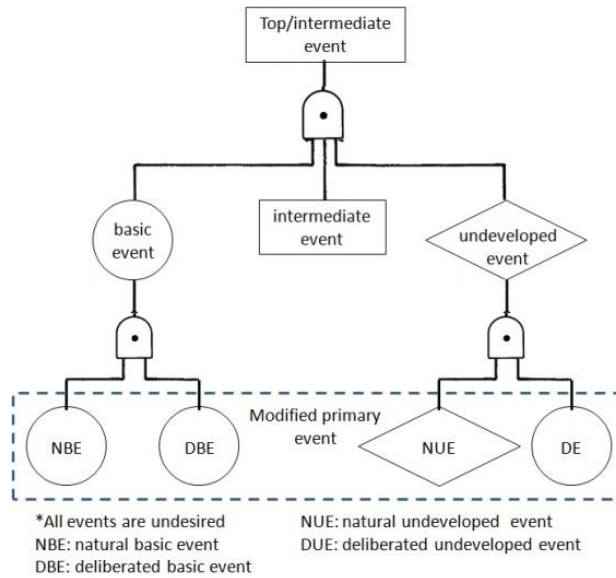 Top/intermediate
event
basic
event
intermediate
event
undeveloped
event
Modified primary
event
NBE
DBE
NUE
DE
*All events are undesired
NBE: natural basic event
DBE: deliberated basic event
NUE: natural undeveloped event
DUE: deliberated undeveloped event